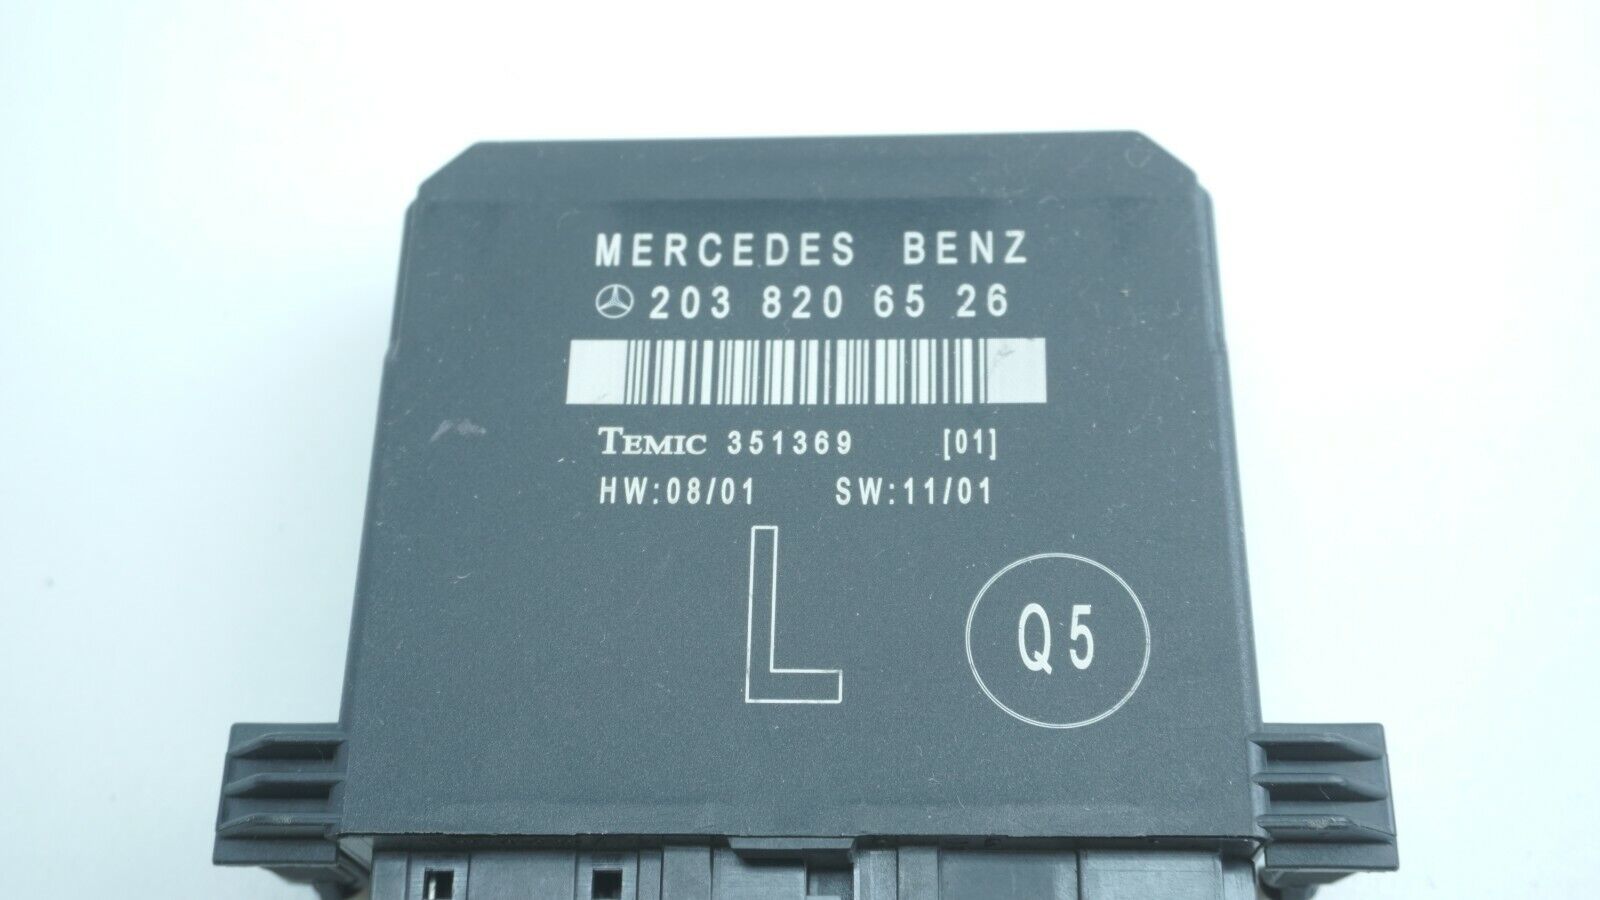 MERCEDES BENZ
203 820 65 26
TEMIC 351369 [01]
HW:08/01 SW:11/01
L
Q5